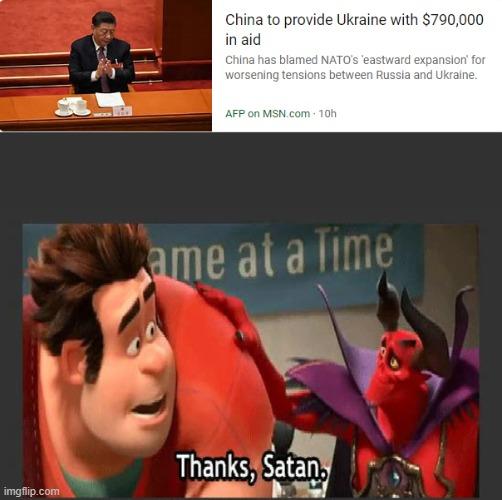 China to provide Ukraine with $790,000
in aid
China has blamed NATO's 'eastward expansion' for
worsening tensions between Russia and Ukraine.
AFP on MSN.com · 10h
ame at a Time
Thanks, Satan.
imgflip.com